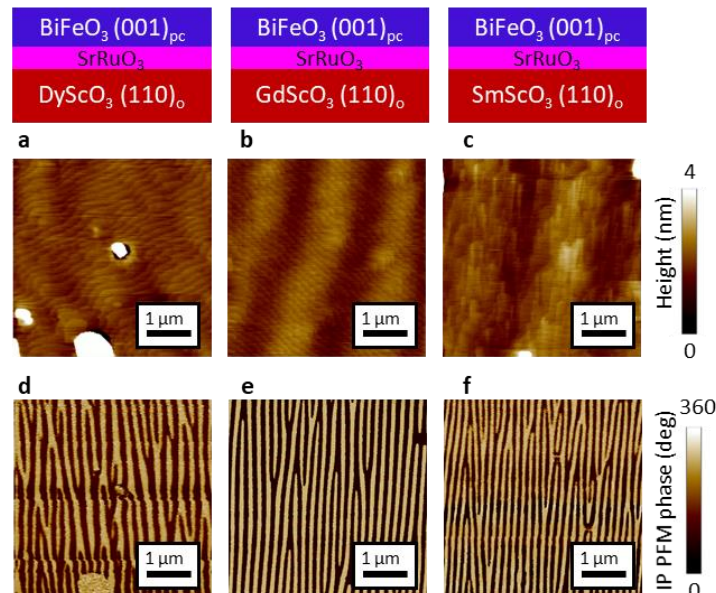 BiFeO₃ (001)pc BiFeO₃ (001)pc BiFeO₃ (001)pc
SrRuO₃ SrRuO₃ SrRuO₃
DyScO₃ (110)o GdScO₃ (110)o SmScO₃ (110)o
a b c
4
Height (nm)
1 µm 1 µm 1 µm
0
d e f
360
IP PFM phase (deg)
1 µm 1 µm 1 µm
0